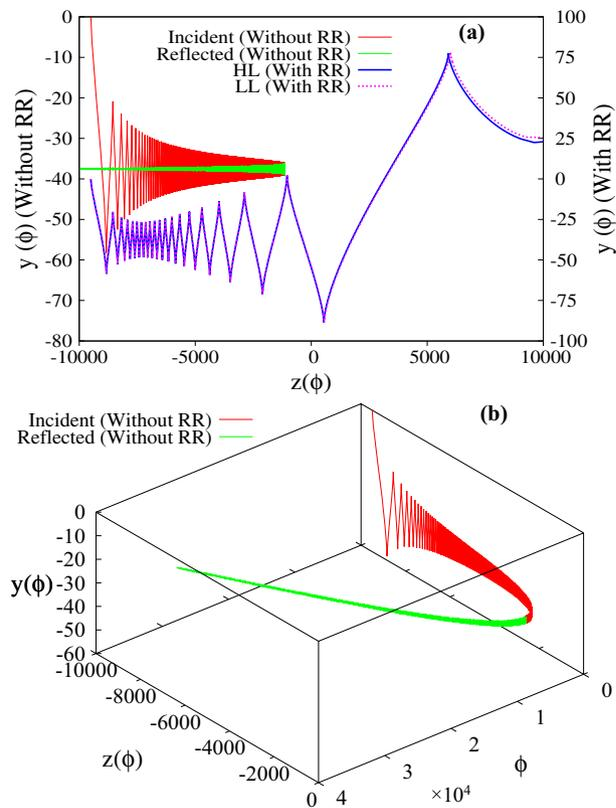 (a)
Incident (Without RR)
Reflected (Without RR)
HL (With RR)
LL (With RR)
y (ϕ) (Without RR)
0
-10
-20
-30
-40
-50
-60
-70
-80
100
75
50
25
0
-25
-50
-75
-100
y (ϕ) (With RR)
-10000 -5000 0 5000 10000
z(ϕ)
(b)
Incident (Without RR)
Reflected (Without RR)
0
-10
-20
-30
-40
-50
-60
y(ϕ)
-10000
-8000
-6000
-4000
-2000
0
z(ϕ)
0
1
2
3
4
ϕ
×10⁴